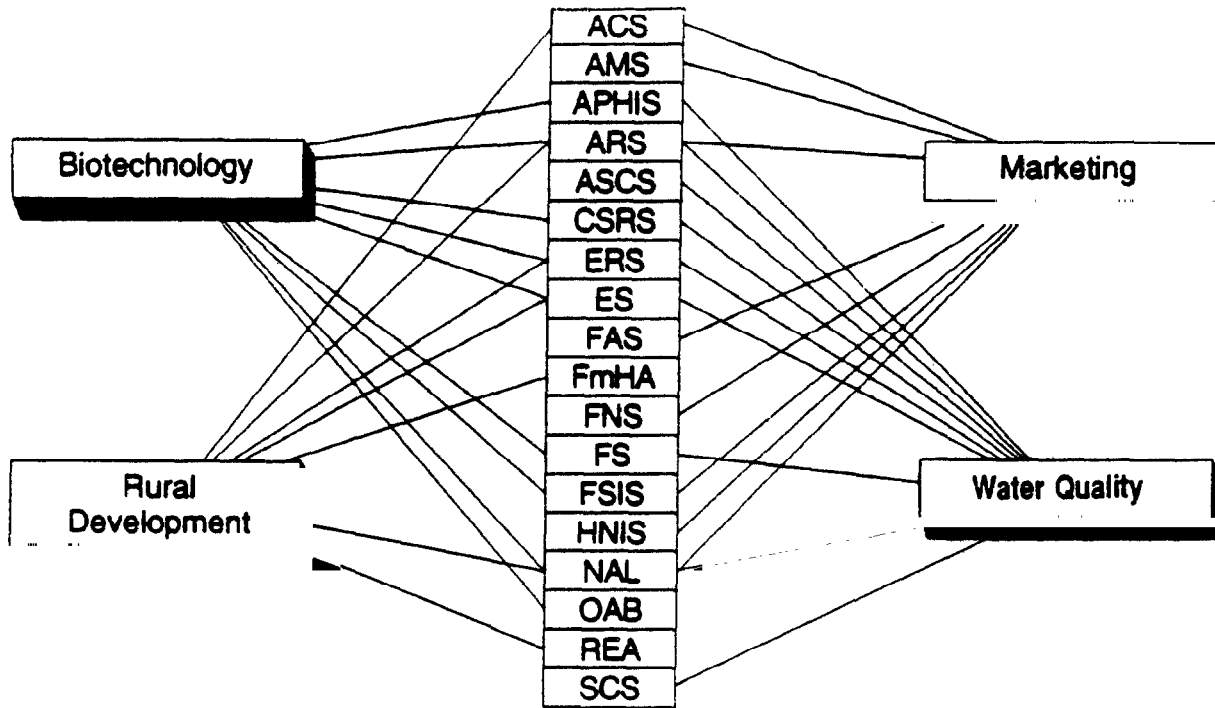 ACS
AMS
APHIS
Biotechnology
ARS
Marketing
ASCS
CSRS
ERS
ES
FAS
FmHA
FNS
FS
Rural
Development
FSIS
Water Quality
HNIS
NAL
OAB
REA
SCS